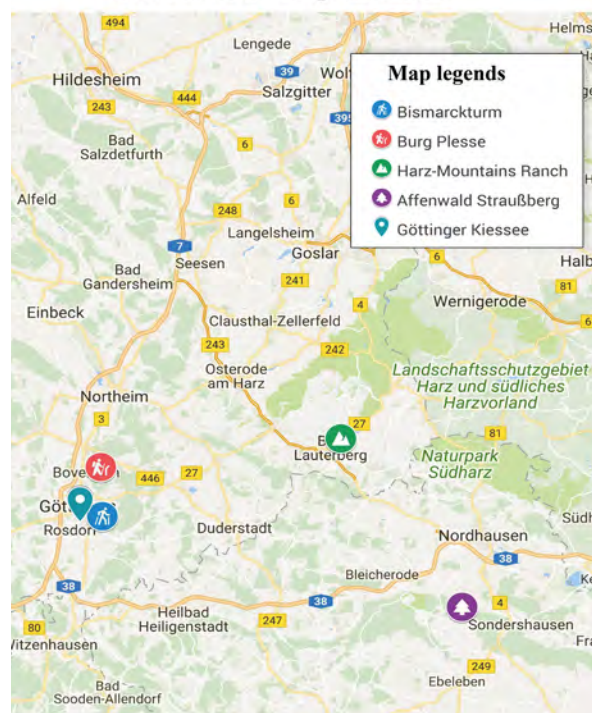 494
Helms
Lengede
39
Hildesheim
Salzgitter
243
444
395
Map legends
Bismarckturm
Burg Plesse
Harz-Mountains Ranch
Affenwald Straußberg
Göttinger Kiessee
Bad
Salzdetfurth
6
Alfeld
6
248
Langelsheim
Goslar
7
Seesen
6
Halb
Bad
Gandersheim
241
81
4
Wernigerode
Einbeck
Clausthal-Zellerfeld
6
243
242
Osterode
am Harz
Landschaftsschutzgebiet
Harz und südliches
Harzvorland
Northeim
3
27
81
Lauterberg
Naturpark
Südharz
446
27
Rosdorf
Duderstadt
Nordhausen
Südh
38
38
Bleicherode
38
4
Heilbad
Heiligenstadt
247
Sondershausen
80
Witzenhausen
Fra
249
Bad
Sooden-Allendorf
Ebeleben